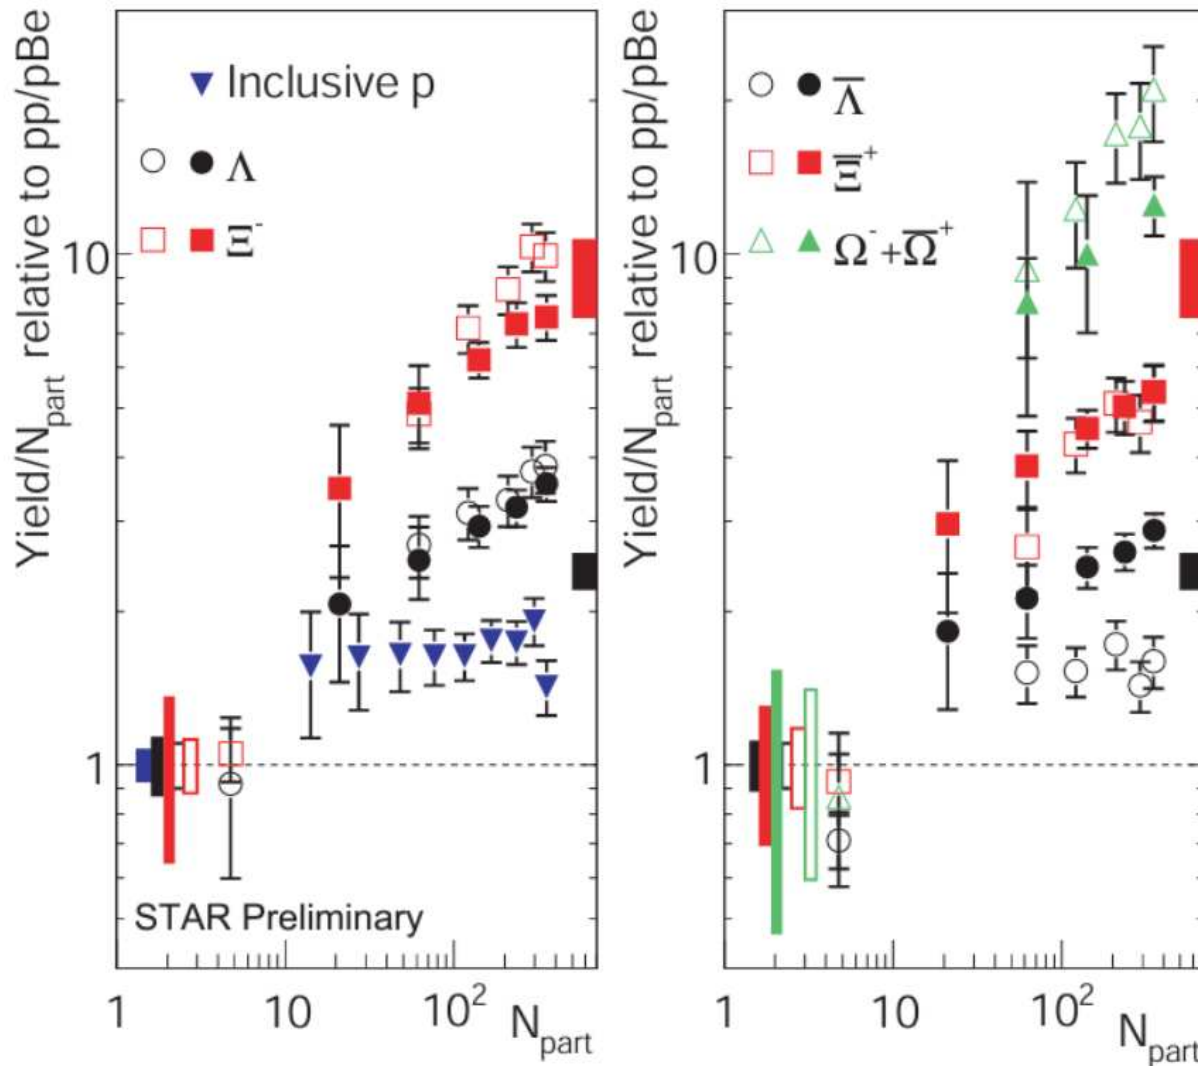 Yield/N_part relative to pp/pBe
Inclusive p
Λ
Ξ⁻
10
1
STAR Preliminary
1
10
10²
N_part
Yield/N_part relative to pp/pBe
Λ̅
Ξ̅⁺
Ω⁻+Ω̅⁺
10
1
1
10
10²
N_part